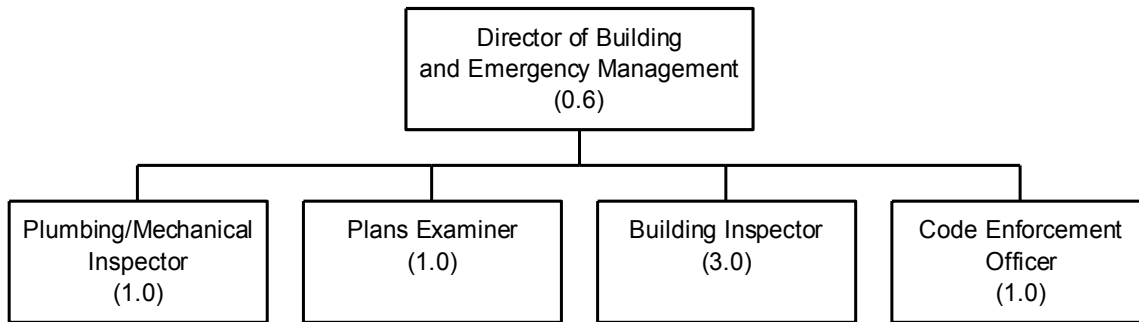 Director of Building
and Emergency Management
(0.6)
Plumbing/Mechanical
Inspector
(1.0)
Plans Examiner
(1.0)
Building Inspector
(3.0)
Code Enforcement
Officer
(1.0)